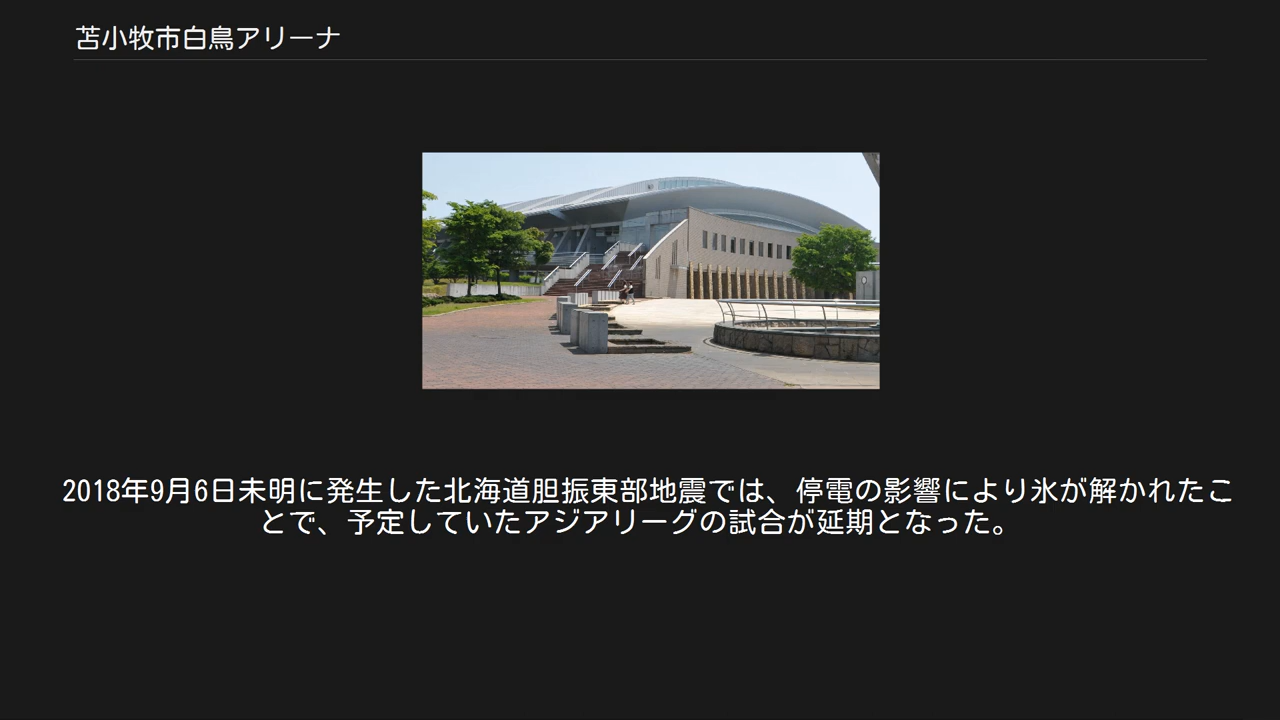 苫小牧市白鳥アリーナ
2018年9月6日未明に発生した北海道胆振東部地震では、停電の影響により氷が解かれたこ
とで、予定していたアジアリーグの試合が延期となった。